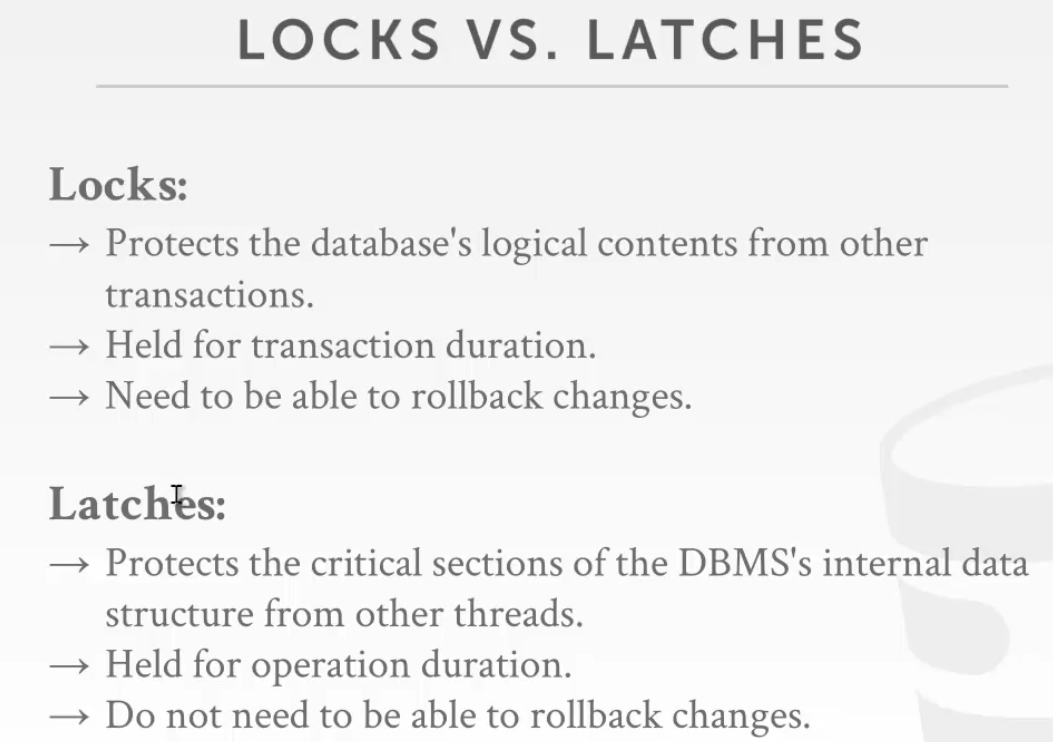 LOCKS VS. LATCHES
Locks:
→ Protects the database's logical contents from other
transactions.
→ Held for transaction duration.
→ Need to be able to rollback changes.
Latches:
→ Protects the critical sections of the DBMS's internal data
structure from other threads.
→ Held for operation duration.
→ Do not need to be able to rollback changes.